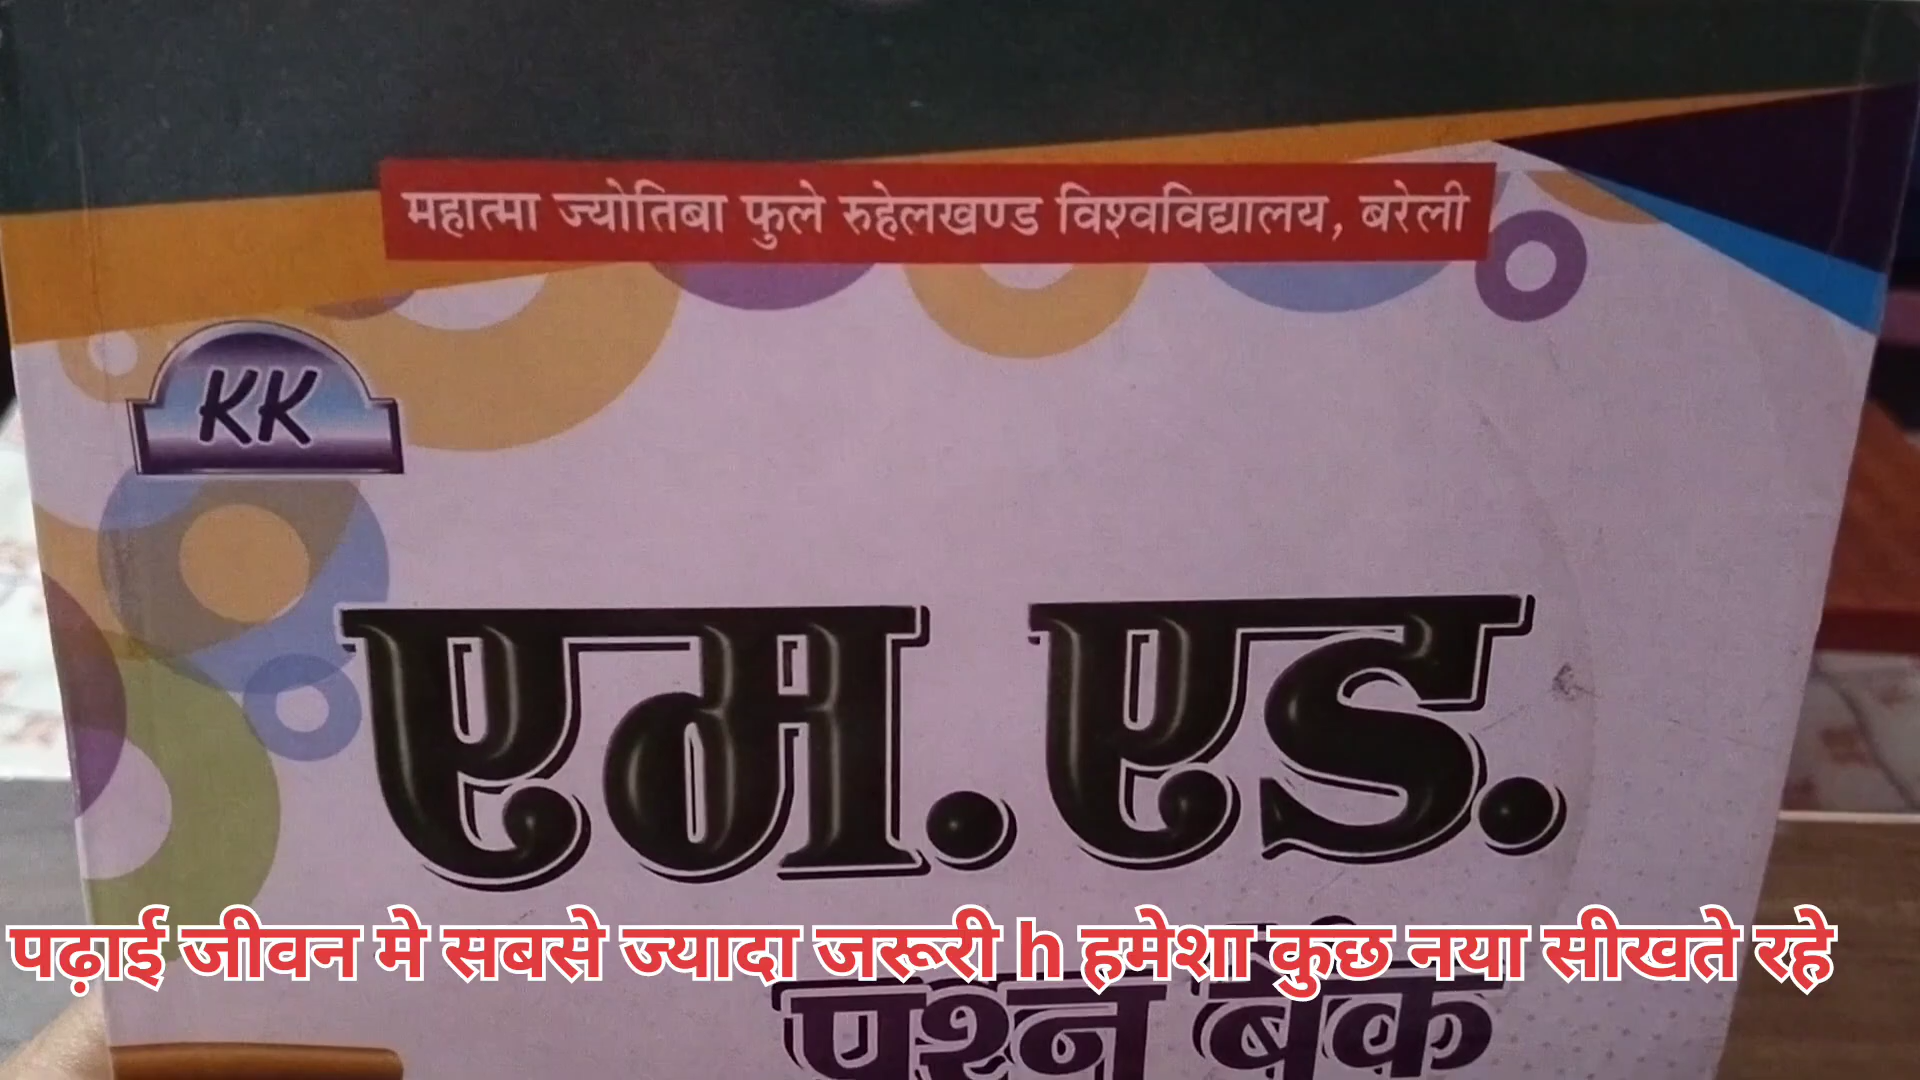 महात्मा ज्योतिबा फुले रुहेलखण्ड विश्वविद्यालय, बरेली
KK
एम.एड.
पढ़ाई जीवन मे सबसे ज्यादा जरूरी h हमेशा कुछ नया सीखते रहे
प्रश्न बैंक